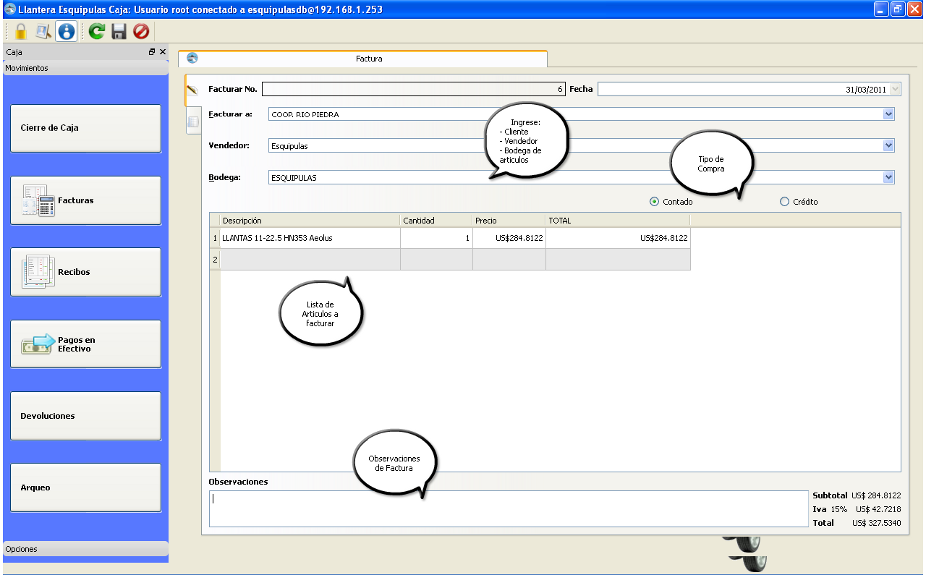 Llantera Esquipulas Caja: Usuario root conectado a esquipulasdb@192.168.1.253
Caja
Movimientos
Cierre de Caja
Facturas
Recibos
Pagos en
Efectivo
Devoluciones
Arqueo
Opciones
Factura
Facturar No. 6 Fecha 31/03/2011
Facturar a: COOP. RIO PIEDRA
Vendedor: Esquipulas
Bodega: ESQUIPULAS
Ingrese:
- Cliente
- Vendedor
- Bodega de
articulos
Tipo de
Compra
Contado Crédito
Descripción Cantidad Precio TOTAL
1 LLANTAS 11-22.5 HN353 Aeolus 1 US$284.8122 US$284.8122
2
Lista de
Articulos a
facturar
Observaciones
de Factura
Observaciones
Subtotal US$ 284.8122
Iva 15% US$ 42.7218
Total US$ 327.5340